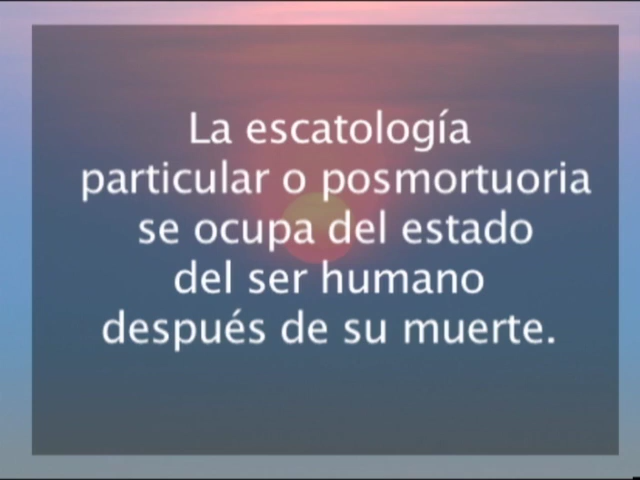 La escatología
particular o posmortuoria
se ocupa del estado
del ser humano
después de su muerte.